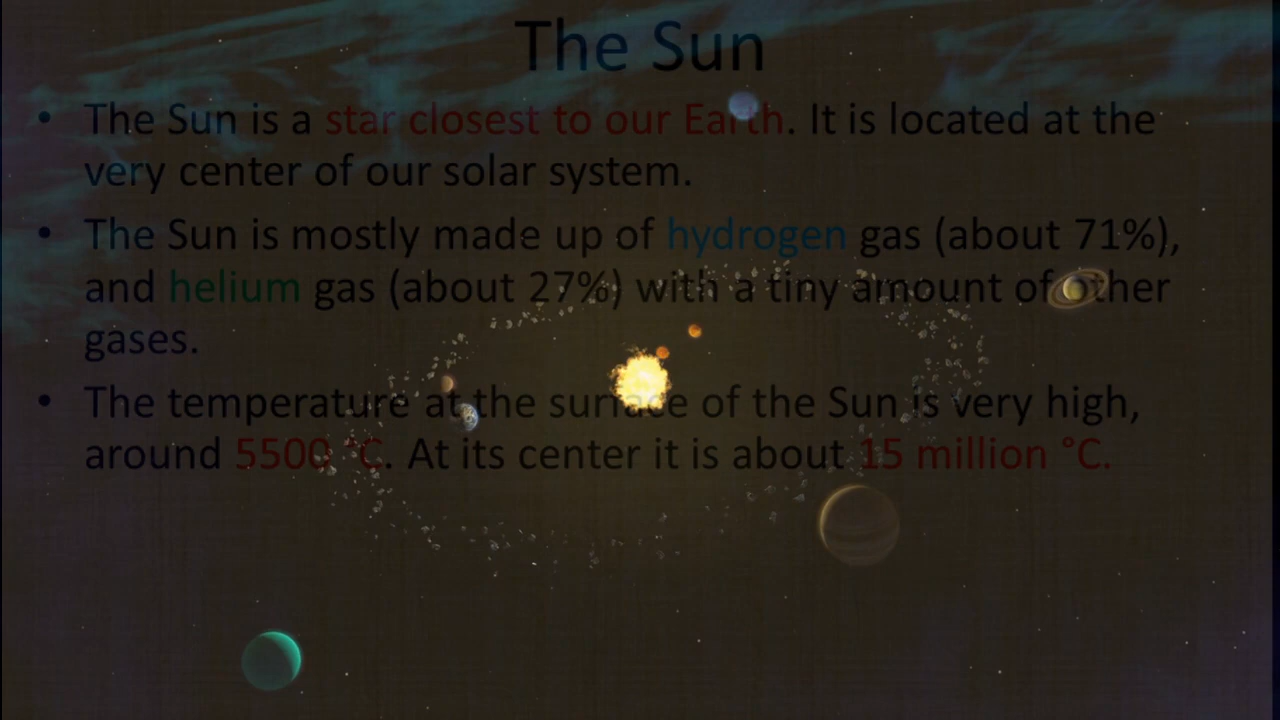 The Sun
• The Sun is a star closest to our Earth. It is located at the
very center of our solar system.
• The Sun is mostly made up of hydrogen gas (about 71%),
and helium gas (about 27%) with a tiny amount of other
gases.
• The temperature at the surface of the Sun is very high,
around 5500 °C. At its center it is about 15 million °C.